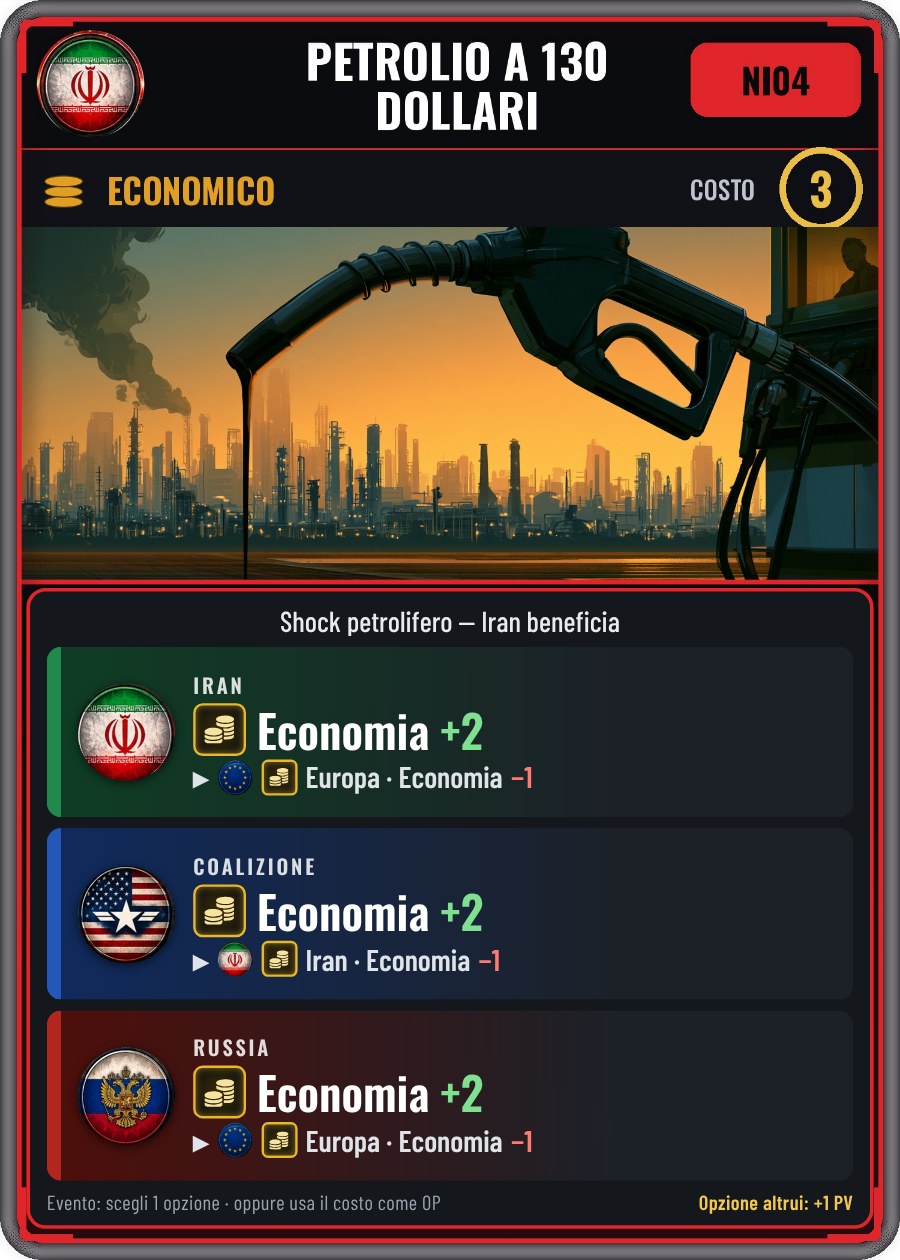 PETROLIO A 130
DOLLARI
NI04
ECONOMICO
COSTO
3
Shock petrolifero — Iran beneficia
IRAN
Economia +2
▶ Europa · Economia −1
COALIZIONE
Economia +2
▶ Iran · Economia −1
RUSSIA
Economia +2
▶ Europa · Economia −1
Evento: scegli 1 opzione · oppure usa il costo come OP
Opzione altrui: +1 PV